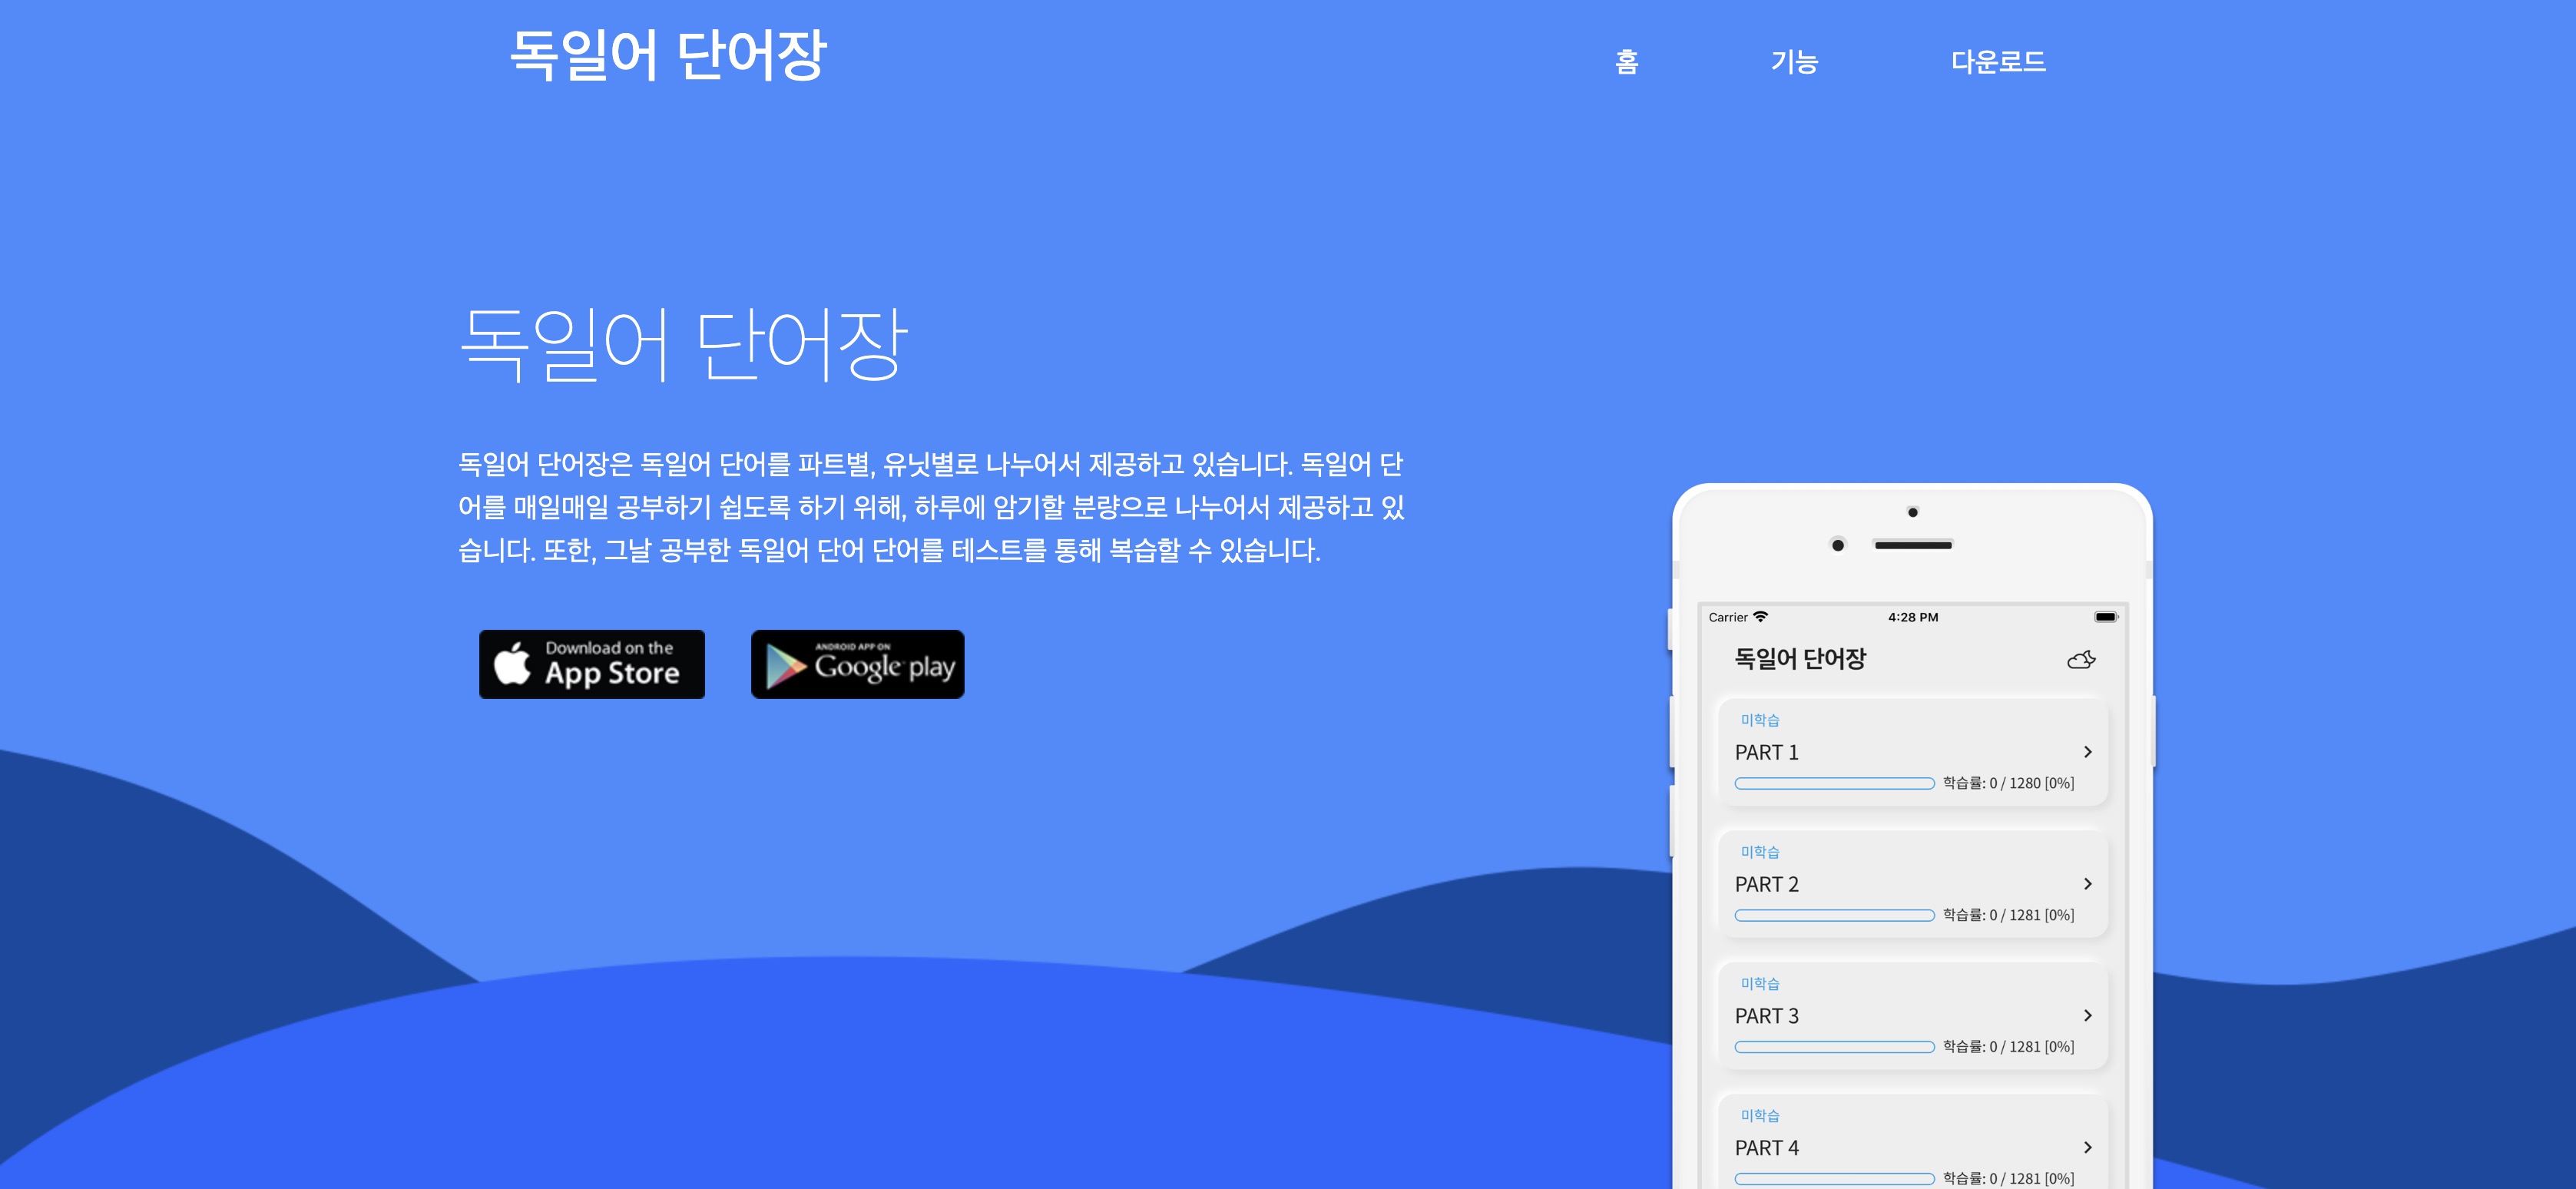 독일어 단어장
홈
기능
다운로드
독일어 단어장
독일어 단어장은 독일어 단어를 파트별, 유닛별로 나누어서 제공하고 있습니다. 독일어 단
어를 매일매일 공부하기 쉽도록 하기 위해, 하루에 암기할 분량으로 나누어서 제공하고 있
습니다. 또한, 그날 공부한 독일어 단어 단어를 테스트를 통해 복습할 수 있습니다.
Download on the
App Store
ANDROID APP ON
Google play
Carrier
4:28 PM
독일어 단어장
미학습
PART 1
학습률: 0 / 1280 [0%]
미학습
PART 2
학습률: 0 / 1281 [0%]
미학습
PART 3
학습률: 0 / 1281 [0%]
미학습
PART 4
학습률: 0 / 1281 [0%]